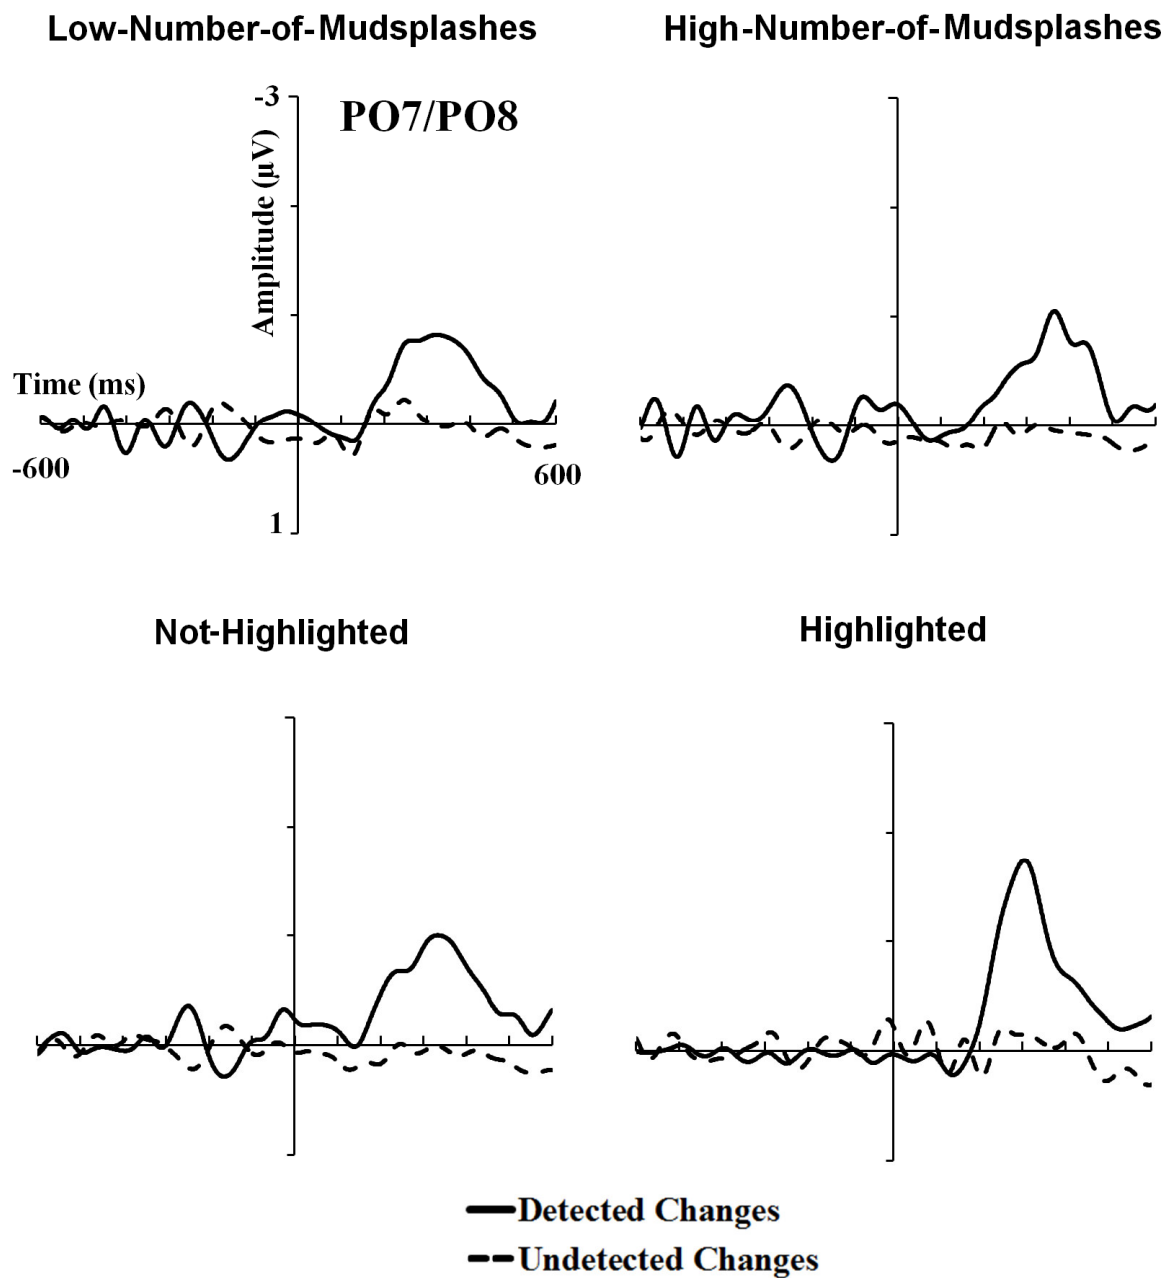 Low-Number-of-Mudsplashes
High-Number-of-Mudsplashes
-3
PO7/PO8
Amplitude (µV)
Time (ms)
-600
600
1
Not-Highlighted
Highlighted
Detected Changes
Undetected Changes